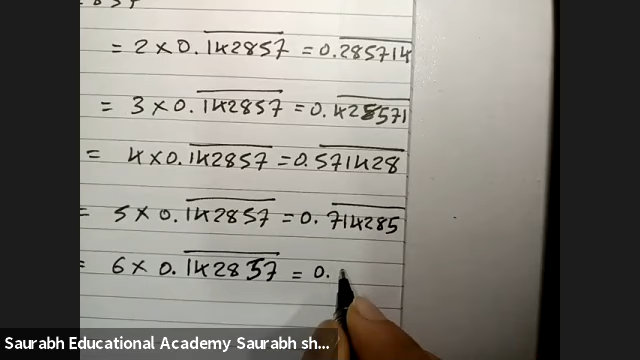 = 2 × 0.142857 = 0.285714
= 3 × 0.142857 = 0.428571
= 4 × 0.142857 = 0.571428
= 5 × 0.142857 = 0.714285
= 6 × 0.142857 = 0.
Saurabh Educational Academy Saurabh sh...